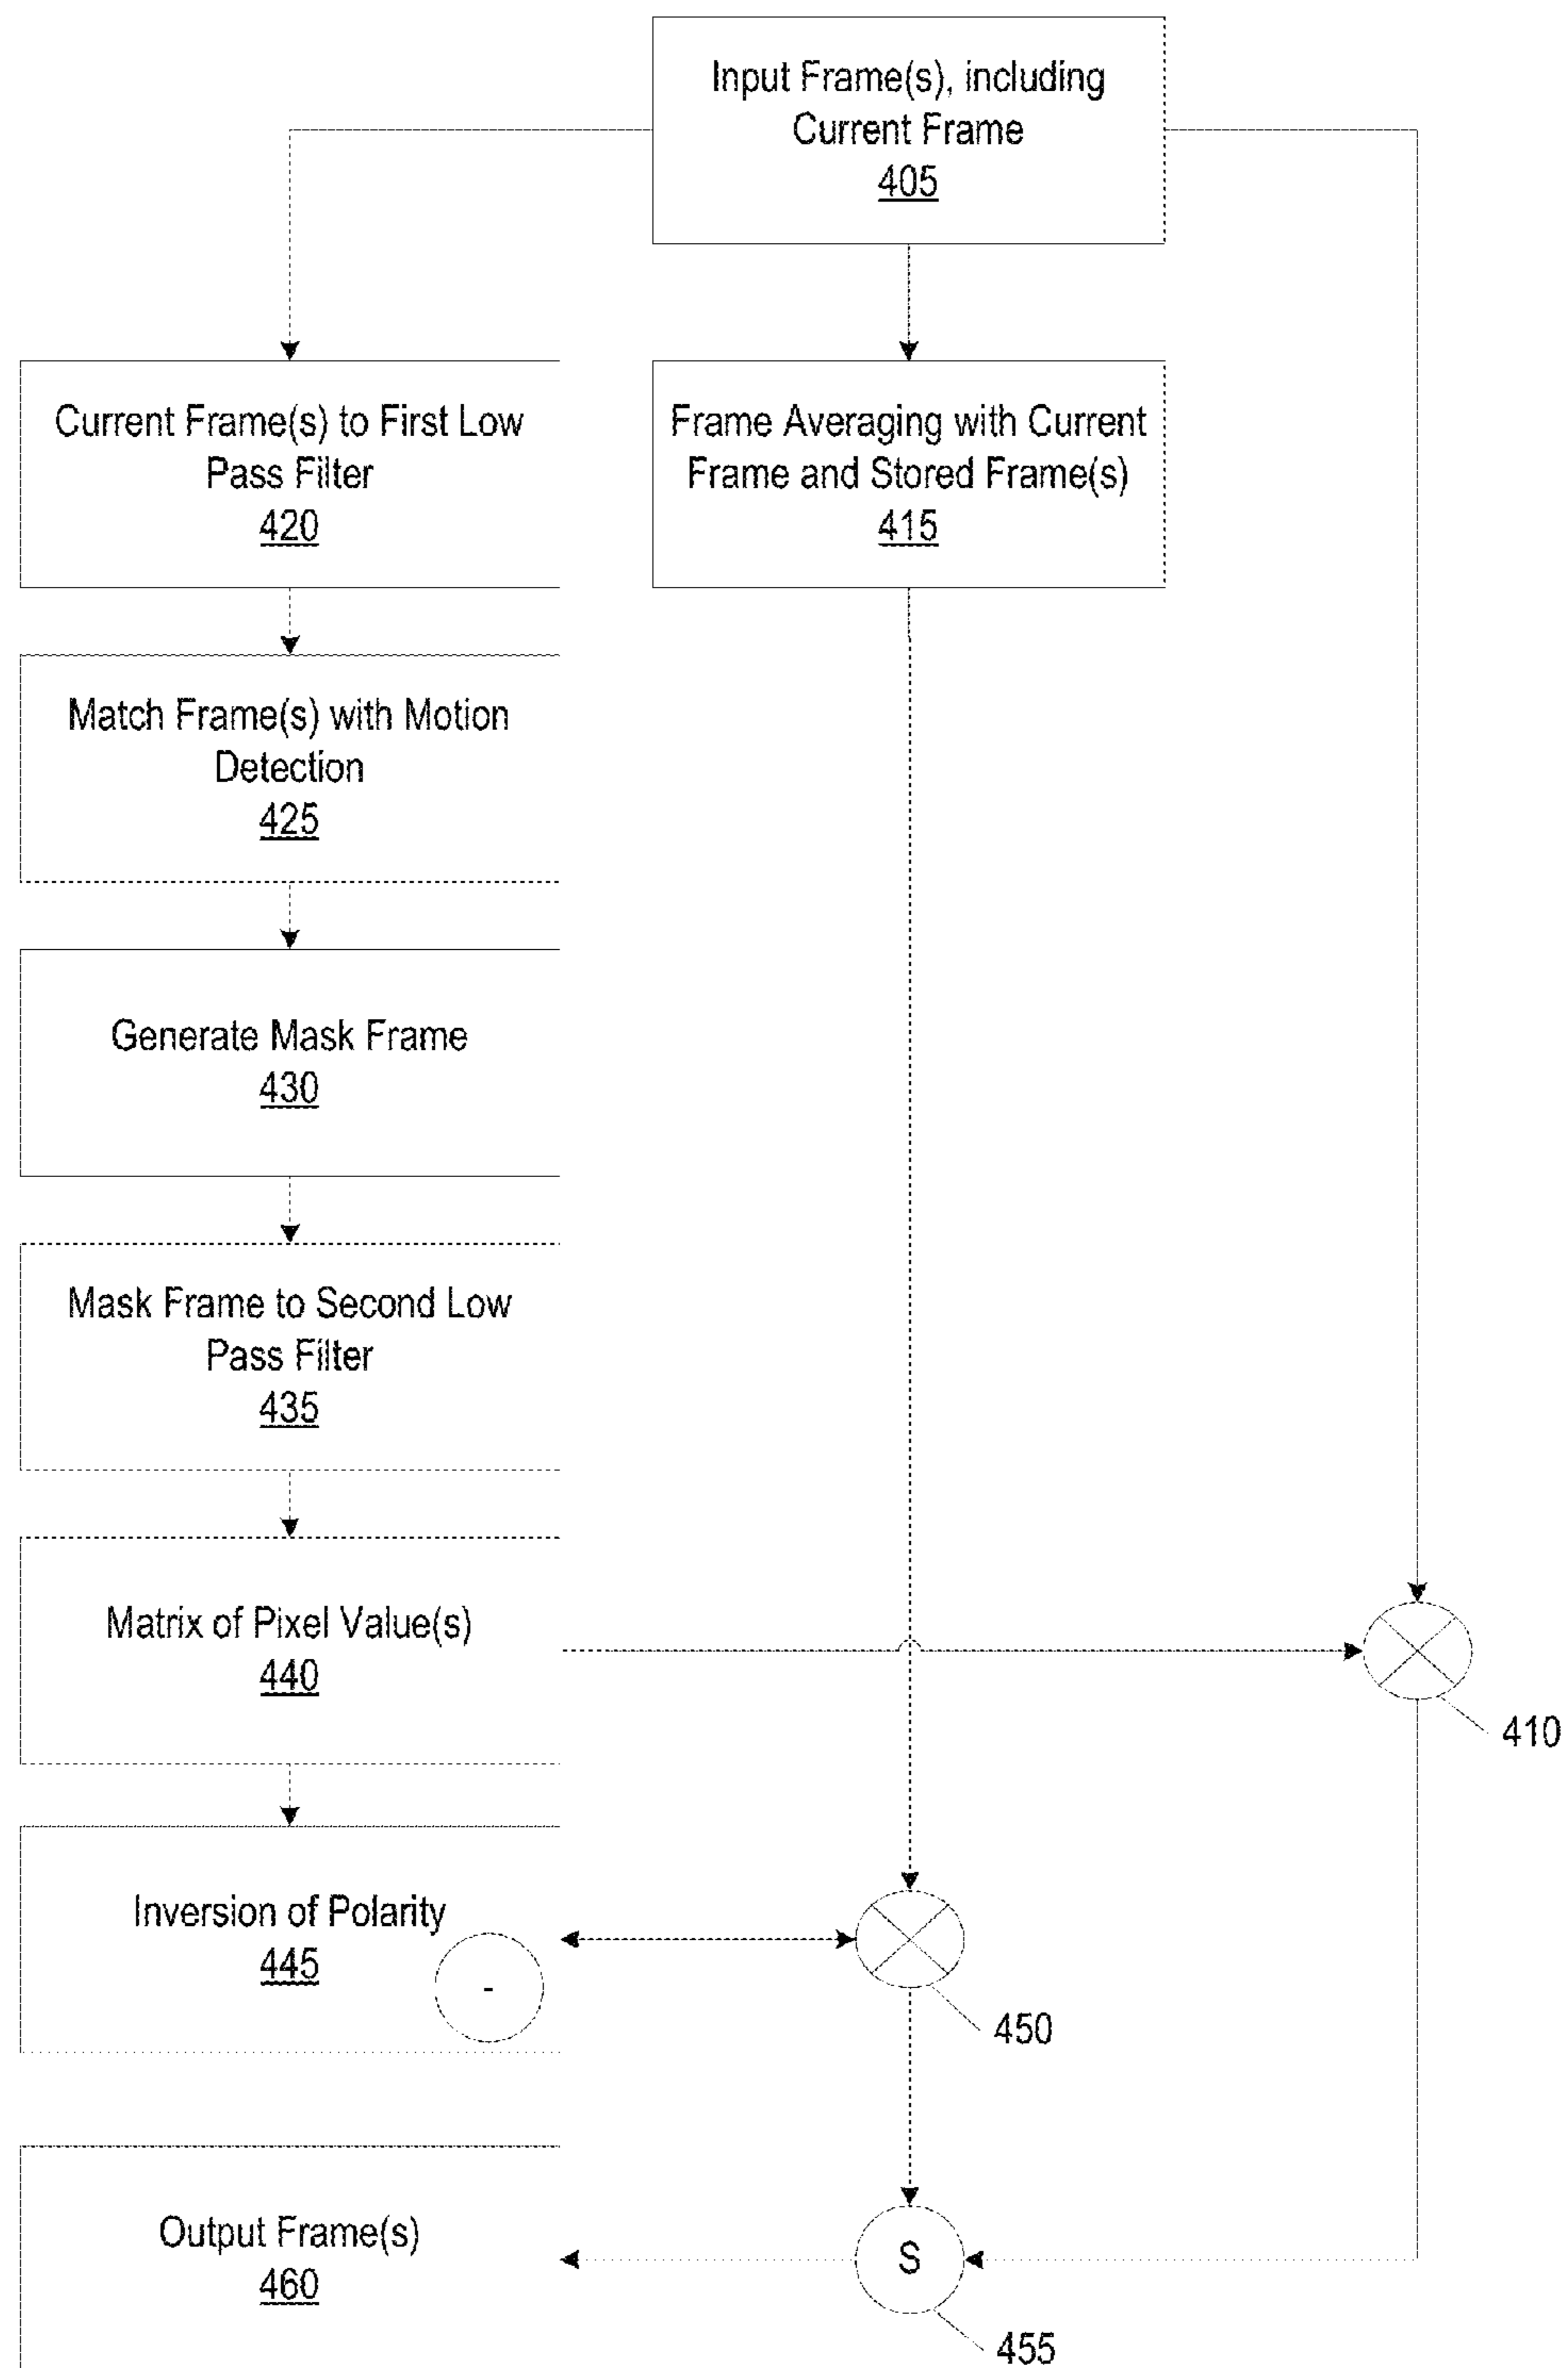 Input Frame(s), including
Current Frame
405
Current Frame(s) to First Low
Pass Filter
420
Frame Averaging with Current
Frame and Stored Frame(s)
415
Match Frame(s) with Motion
Detection
425
Generate Mask Frame
430
Mask Frame to Second Low
Pass Filter
435
Matrix of Pixel Value(s)
440
410
Inversion of Polarity
445
-
450
Output Frame(s)
460
S
455